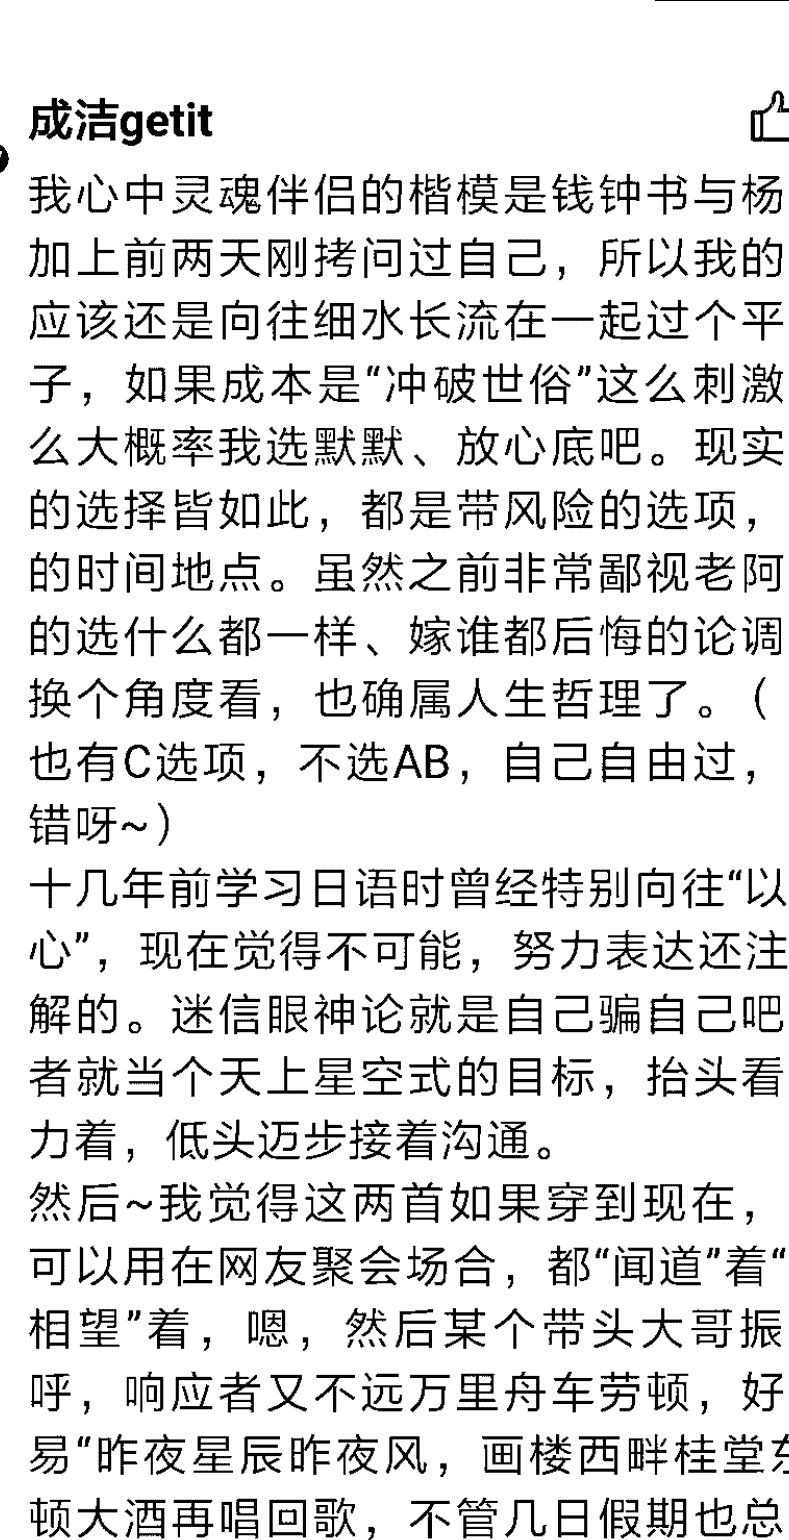 成洁getit
我心中灵魂伴侣的楷模是钱钟书与杨
加上前两天刚拷问过自己，所以我的
应该还是向往细水长流在一起过个平
子，如果成本是“冲破世俗”这么刺激
么大概率我选默默、放心底吧。现实
的选择皆如此，都是带风险的选项，
的时间地点。虽然之前非常鄙视老阿
的选什么都一样、嫁谁都后悔的论调
换个角度看，也确属人生哲理了。（
也有C选项，不选AB，自己自由过，
错呀~）
十几年前学习日语时曾经特别向往“以
心”，现在觉得不可能，努力表达还注
解的。迷信眼神论就是自己骗自己吧
者就当个天上星空式的目标，抬头看
力着，低头迈步接着沟通。
然后~我觉得这两首如果穿到现在，
可以用在网友聚会场合，都“闻道”着“
相望”着，嗯，然后某个带头大哥振
呼，响应者又不远万里舟车劳顿，好
易“昨夜星辰昨夜风，画楼西畔桂堂东
顿大酒再唱回歌，不管几日假期也总